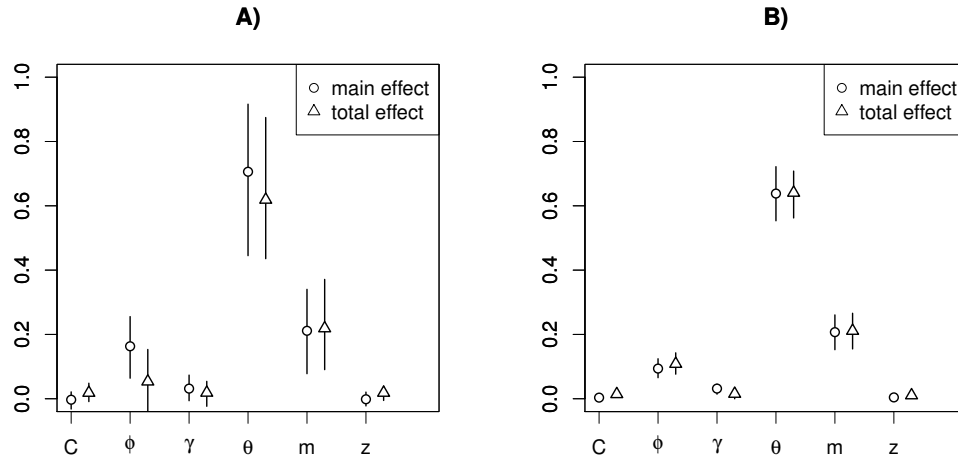 A)
main effect
total effect
1.0
0.8
0.6
0.4
0.2
0.0
C ϕ γ θ m z
B)
main effect
total effect
1.0
0.8
0.6
0.4
0.2
0.0
C ϕ γ θ m z